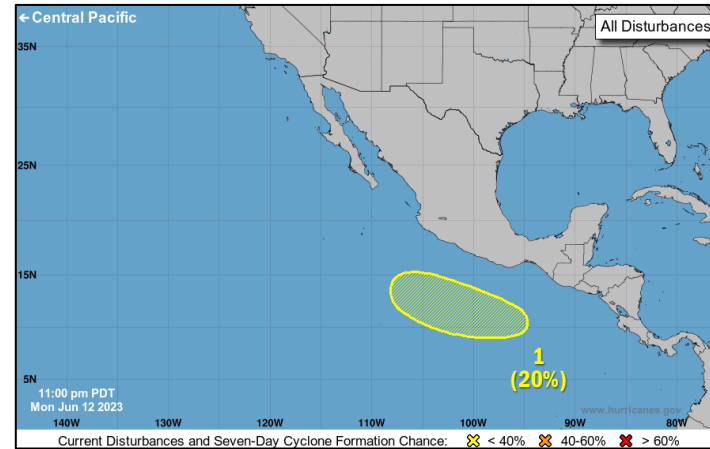 ← Central Pacific
All Disturbances
35N
25N
15N
5N
1
(20%)
11:00 pm PDT
Mon Jun 12 2023
www.hurricanes.gov
140W 130W 120W 110W 100W 90W 80W
Current Disturbances and Seven-Day Cyclone Formation Chance: < 40% 40-60% > 60%